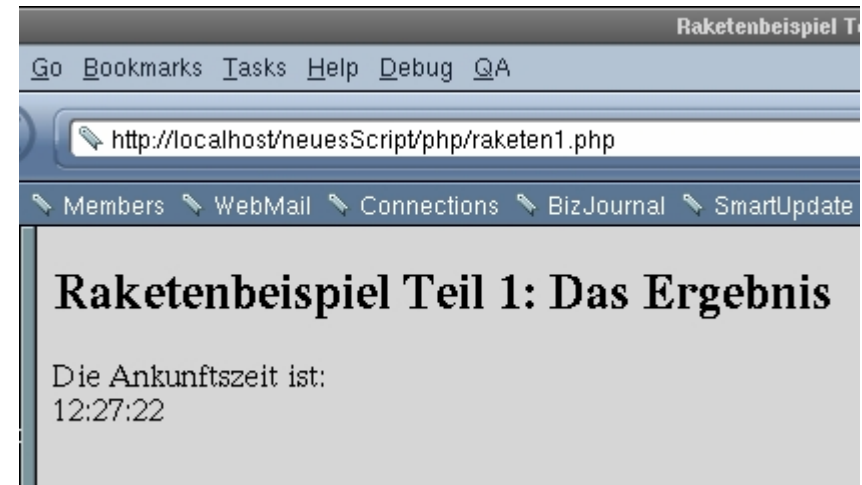 Raketenbeispiel
Go Bookmarks Tasks Help Debug QA
http://localhost/neuesScript/php/raketen1.php
Members WebMail Connections BizJournal SmartUpdate
Raketenbeispiel Teil 1: Das Ergebnis
Die Ankunftszeit ist:
12:27:22